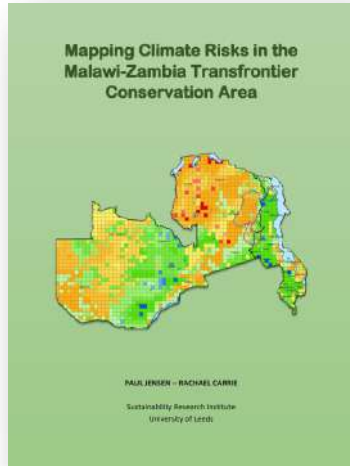 Mapping Climate Risks in the
Malawi-Zambia Transfrontier
Conservation Area
PAUL JENSEN – RACHAEL CARRIE
Sustainability Research Institute
University of Leeds